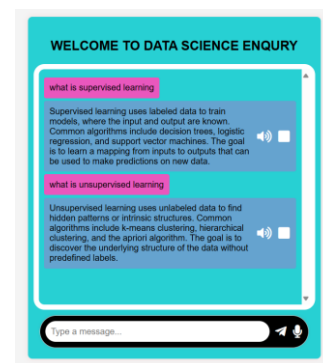 WELCOME TO DATA SCIENCE ENQURY
what is supervised learning
Supervised learning uses labeled data to train
models, where the input and output are known.
Common algorithms include decision trees, logistic
regression, and support vector machines. The goal
is to learn a mapping from inputs to outputs that can
be used to make predictions on new data.
what is unsupervised learning
Unsupervised learning uses unlabeled data to find
hidden patterns or intrinsic structures. Common
algorithms include k-means clustering, hierarchical
clustering, and the apriori algorithm. The goal is to
discover the underlying structure of the data without
predefined labels.
Type a message...